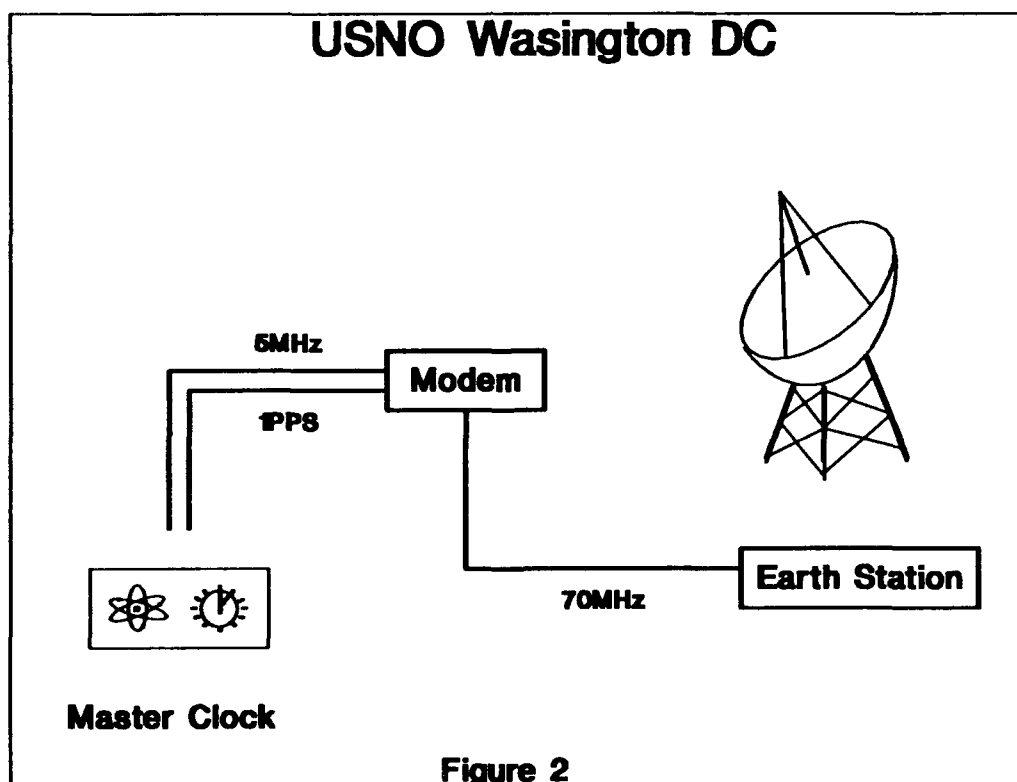 USNO Wasington DC
5MHz
Modem
1PPS
Earth Station
70MHz
Master Clock
Figure 2